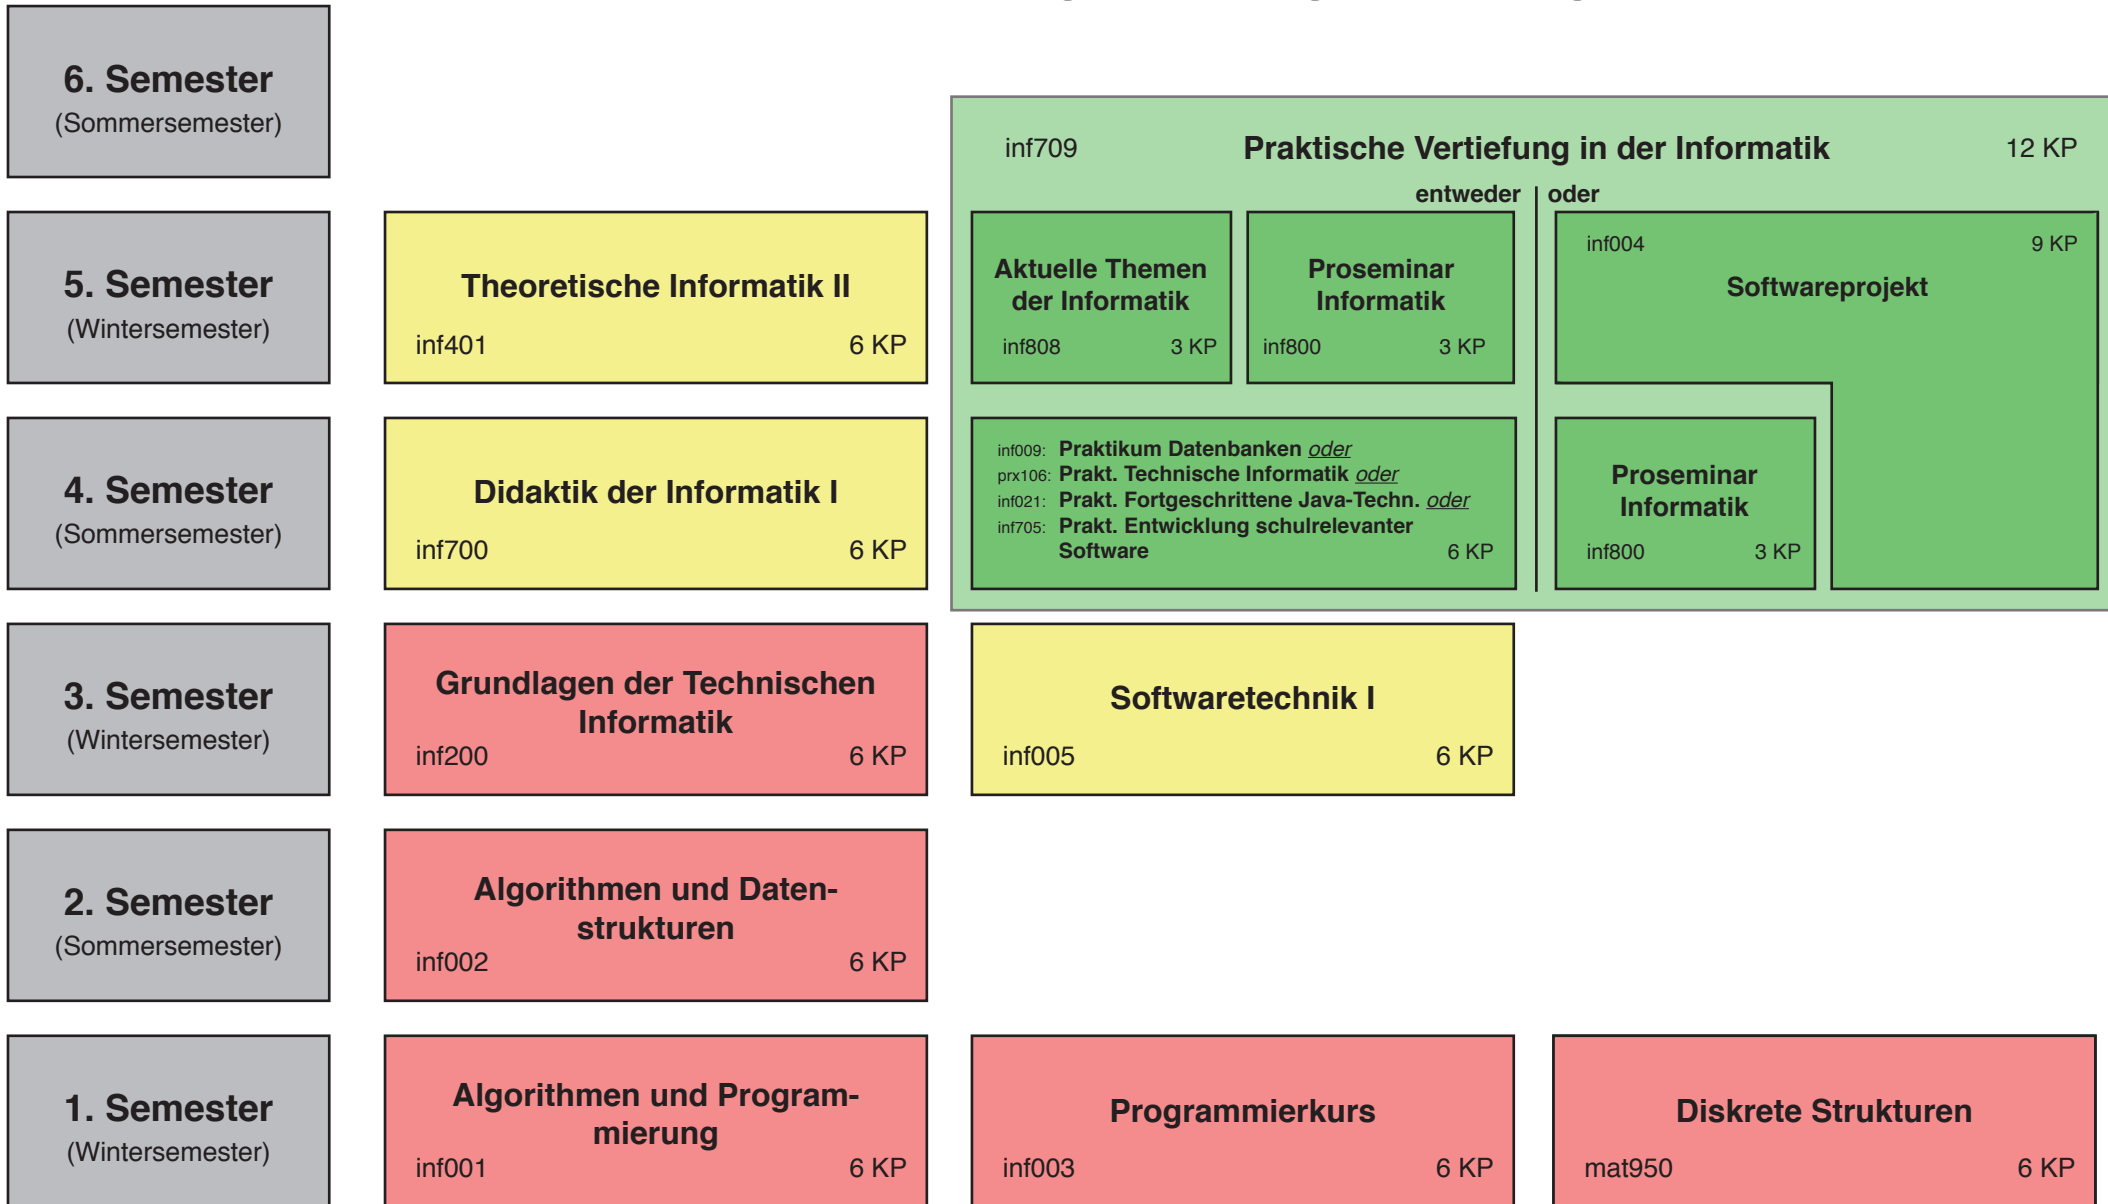 6. Semester
(Sommersemester)
inf709 Praktische Vertiefung in der Informatik 12 KP
entweder oder
5. Semester
(Wintersemester)
Theoretische Informatik II
inf401 6 KP
Aktuelle Themen
der Informatik
inf808 3 KP
Proseminar
Informatik
inf800 3 KP
inf004 9 KP
Softwareprojekt
4. Semester
(Sommersemester)
Didaktik der Informatik I
inf700 6 KP
inf009: Praktikum Datenbanken oder
prx106: Prakt. Technische Informatik oder
inf021: Prakt. Fortgeschrittene Java-Techn. oder
inf705: Prakt. Entwicklung schulrelevanter
Software 6 KP
Proseminar
Informatik
inf800 3 KP
3. Semester
(Wintersemester)
Grundlagen der Technischen
Informatik
inf200 6 KP
Softwaretechnik I
inf005 6 KP
2. Semester
(Sommersemester)
Algorithmen und Daten-
strukturen
inf002 6 KP
1. Semester
(Wintersemester)
Algorithmen und Program-
mierung
inf001 6 KP
Programmierkurs
inf003 6 KP
Diskrete Strukturen
mat950 6 KP